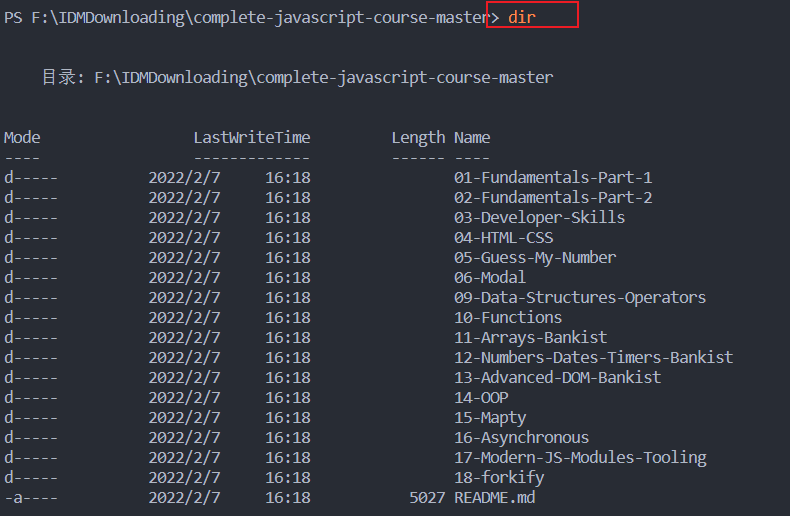 PS F:\IDMDownloading\complete-javascript-course-master> dir
目录: F:\IDMDownloading\complete-javascript-course-master
Mode LastWriteTime Length Name
---- ------------- ------ ----
d----- 2022/2/7 16:18 01-Fundamentals-Part-1
d----- 2022/2/7 16:18 02-Fundamentals-Part-2
d----- 2022/2/7 16:18 03-Developer-Skills
d----- 2022/2/7 16:18 04-HTML-CSS
d----- 2022/2/7 16:18 05-Guess-My-Number
d----- 2022/2/7 16:18 06-Modal
d----- 2022/2/7 16:18 09-Data-Structures-Operators
d----- 2022/2/7 16:18 10-Functions
d----- 2022/2/7 16:18 11-Arrays-Bankist
d----- 2022/2/7 16:18 12-Numbers-Dates-Timers-Bankist
d----- 2022/2/7 16:18 13-Advanced-DOM-Bankist
d----- 2022/2/7 16:18 14-OOP
d----- 2022/2/7 16:18 15-Mapty
d----- 2022/2/7 16:18 16-Asynchronous
d----- 2022/2/7 16:18 17-Modern-JS-Modules-Tooling
d----- 2022/2/7 16:18 18-forkify
-a---- 2022/2/7 16:18 5027 README.md